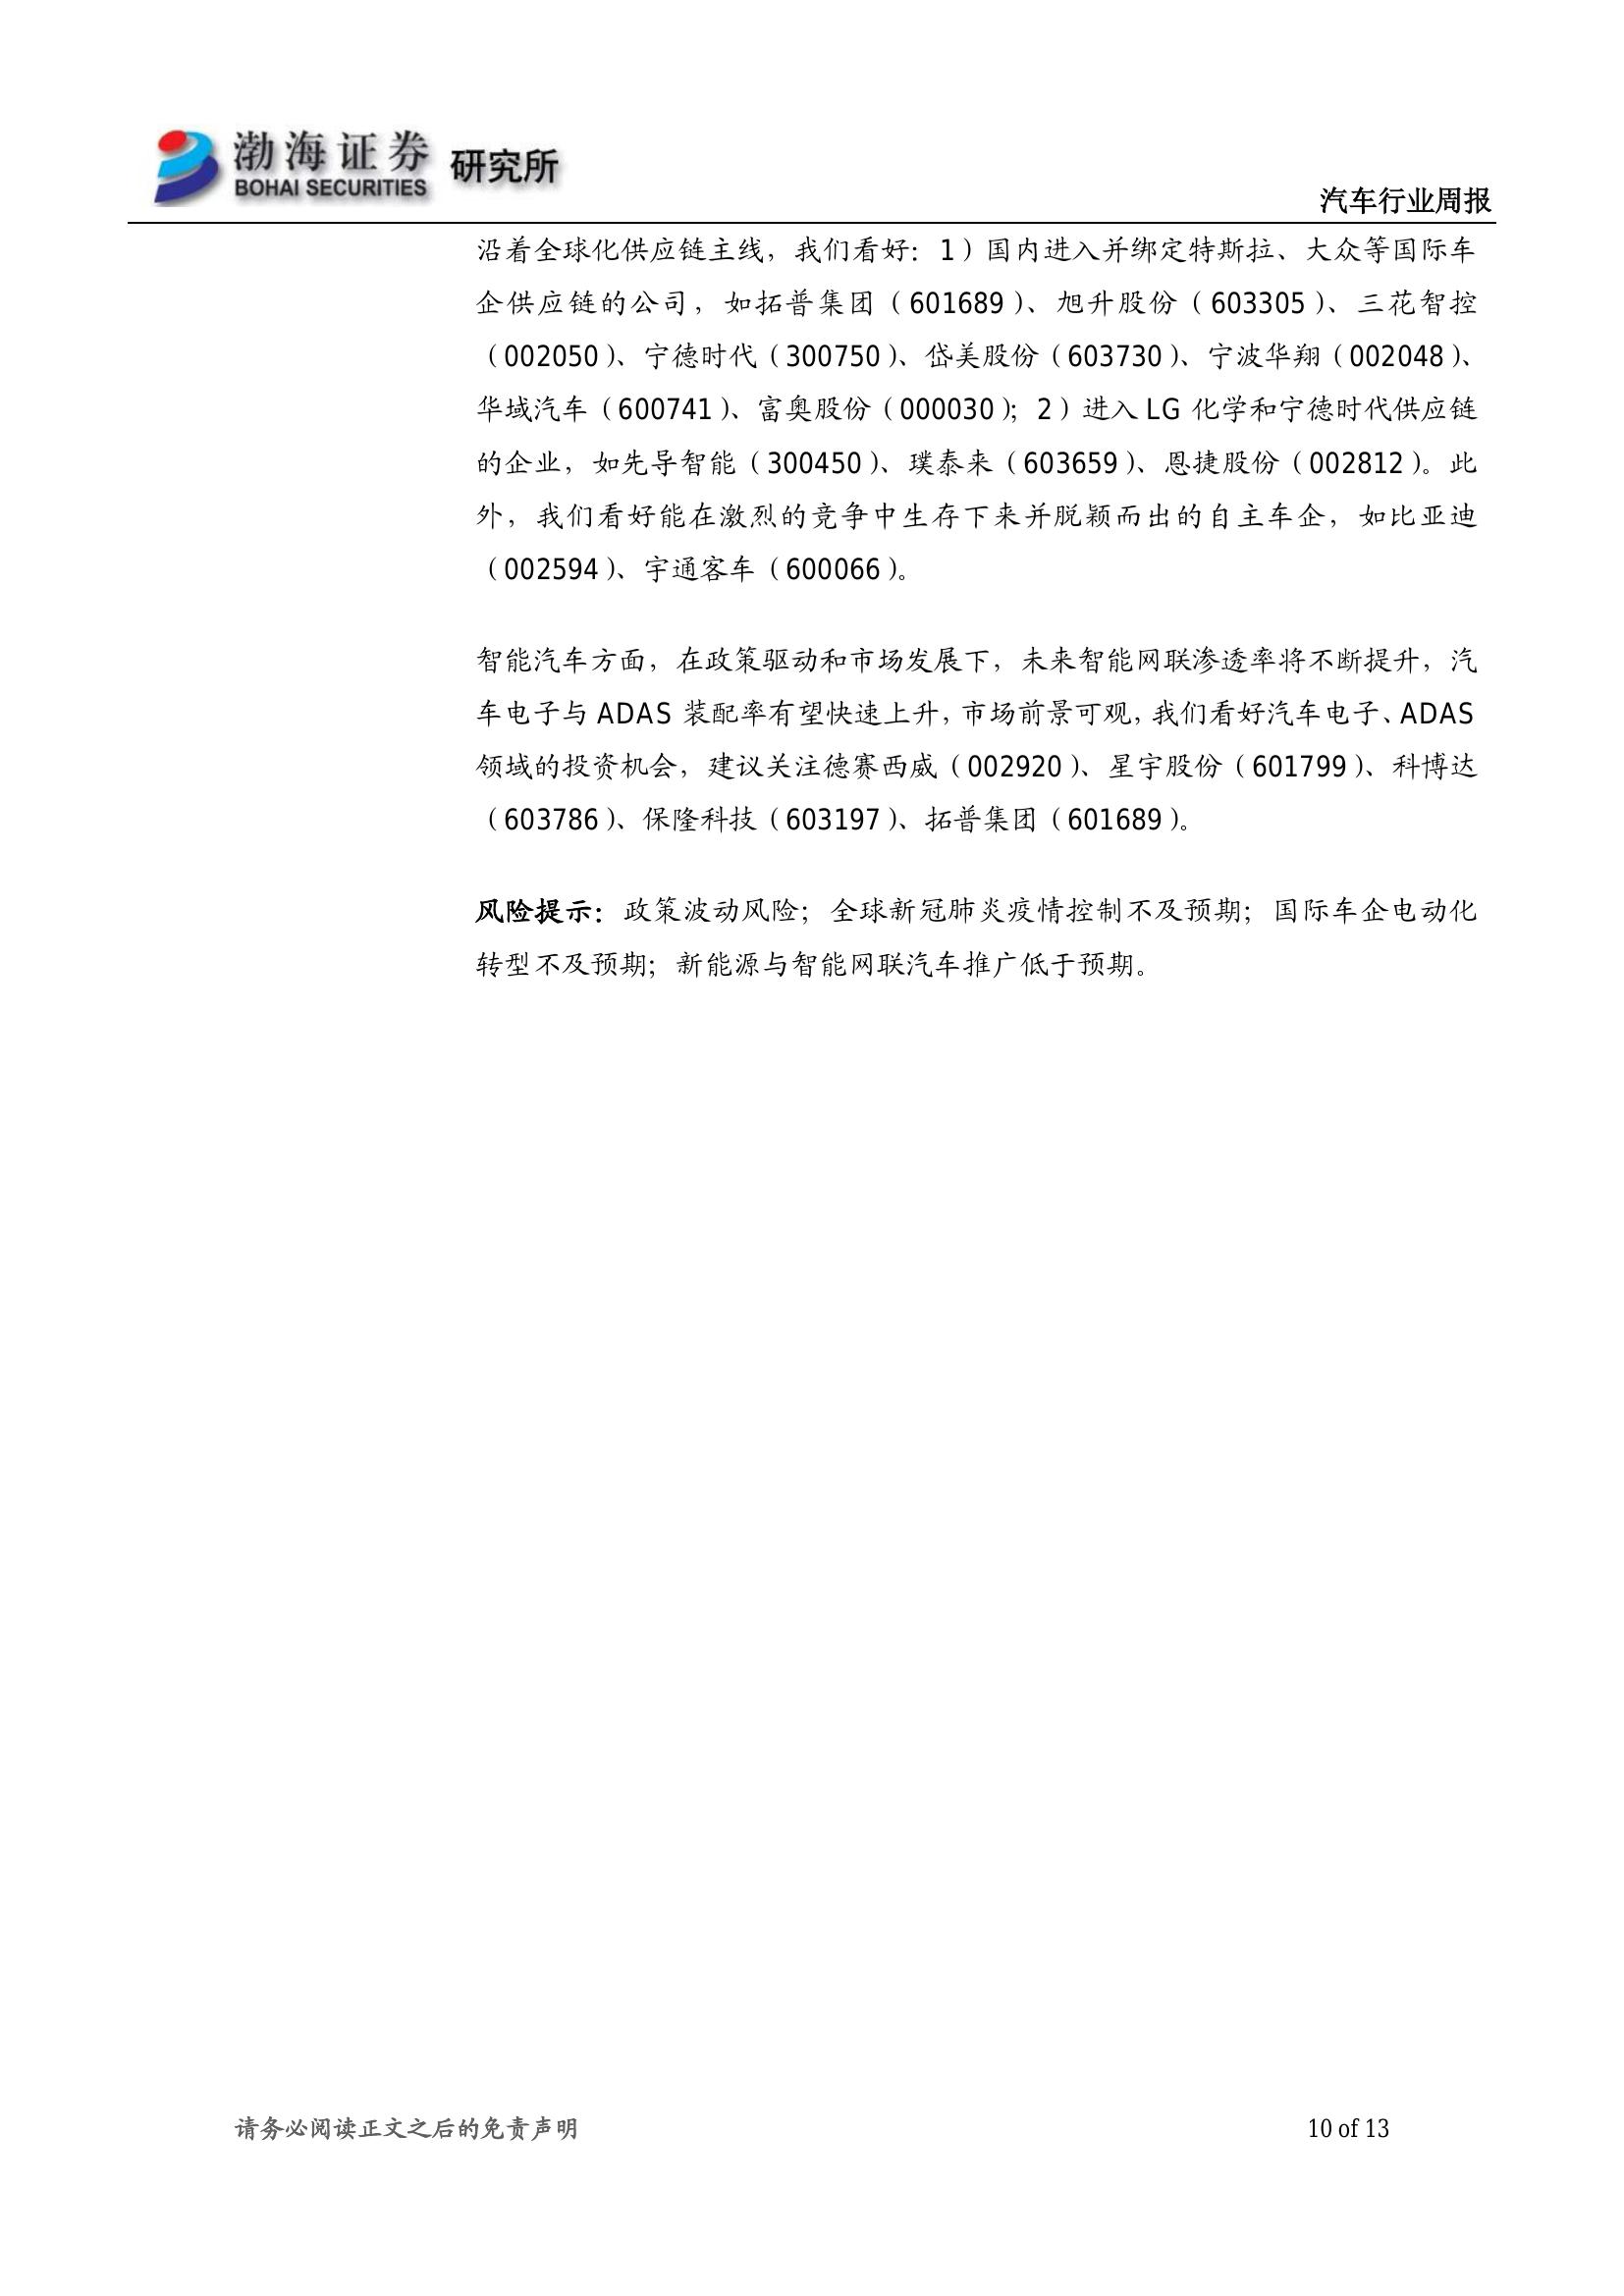 渤海证券 研究所
BOHAI SECURITIES
汽车行业周报
沿着全球化供应链主线，我们看好：1）国内进入并绑定特斯拉、大众等国际车
企供应链的公司，如拓普集团（601689）、旭升股份（603305）、三花智控
（002050）、宁德时代（300750）、岱美股份（603730）、宁波华翔（002048）、
华域汽车（600741）、富奥股份（000030）；2）进入 LG 化学和宁德时代供应链
的企业，如先导智能（300450）、璞泰来（603659）、恩捷股份（002812）。此
外，我们看好能在激烈的竞争中生存下来并脱颖而出的自主车企，如比亚迪
（002594）、宇通客车（600066）。
智能汽车方面，在政策驱动和市场发展下，未来智能网联渗透率将不断提升，汽
车电子与 ADAS 装配率有望快速上升，市场前景可观，我们看好汽车电子、ADAS
领域的投资机会，建议关注德赛西威（002920）、星宇股份（601799）、科博达
（603786）、保隆科技（603197）、拓普集团（601689）。
风险提示：政策波动风险；全球新冠肺炎疫情控制不及预期；国际车企电动化
转型不及预期；新能源与智能网联汽车推广低于预期。
请务必阅读正文之后的免责声明
10 of 13